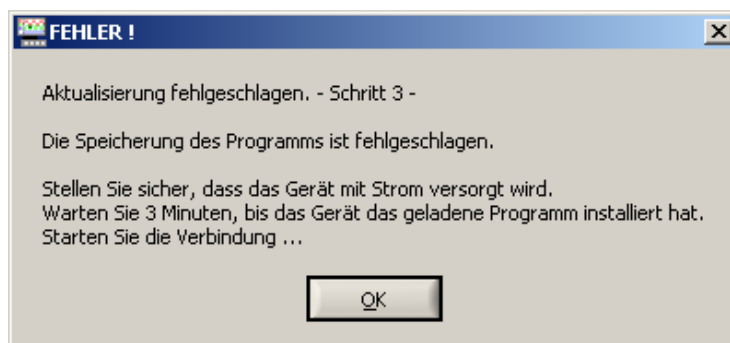 FEHLER !
Aktualisierung fehlgeschlagen. - Schritt 3 -
Die Speicherung des Programms ist fehlgeschlagen.
Stellen Sie sicher, dass das Gerät mit Strom versorgt wird.
Warten Sie 3 Minuten, bis das Gerät das geladene Programm installiert hat.
Starten Sie die Verbindung ...
OK